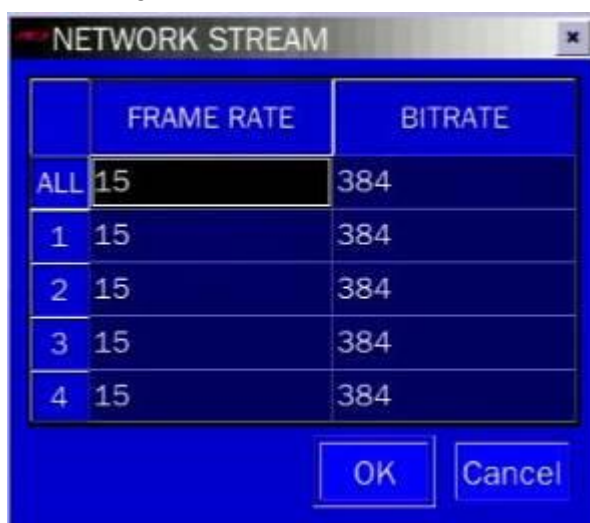 NETWORK STREAM
FRAME RATE BITRATE
ALL 15 384
1 15 384
2 15 384
3 15 384
4 15 384
OK Cancel